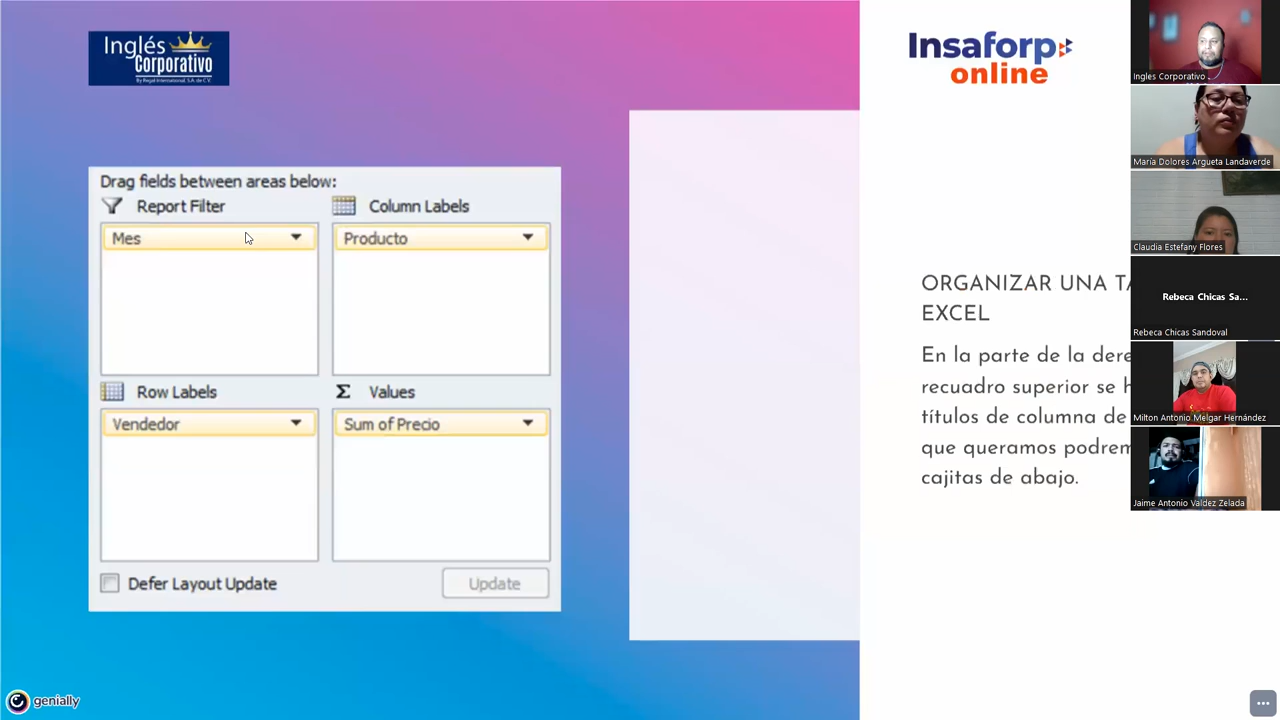 Inglés
Corporativo
By Regal International, S.A. de C.V.
Drag fields between areas below:
Report Filter
Column Labels
Mes
Producto
Row Labels
Σ Values
Vendedor
Sum of Precio
Defer Layout Update
Update
genially
Insaforp
online
ORGANIZAR UNA TA
EXCEL
En la parte de la dere
recuadro superior se h
títulos de columna de
que queramos podrem
cajitas de abajo.
Ingles Corporativo
María Dolores Argueta Landaverde
Claudia Estefany Flores
Rebeca Chicas Sa...
Rebeca Chicas Sandoval
Milton Antonio Melgar Hernández
Jaime Antonio Valdez Zelada